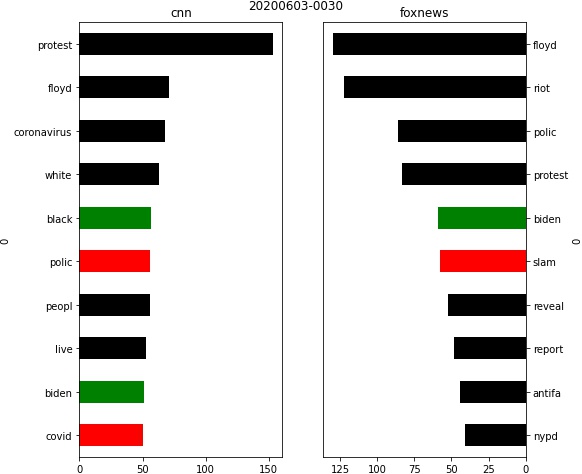 20200603-0030
cnn
foxnews
protest
floyd
coronavirus
white
black
polic
peopl
live
biden
covid
0
0 50 100 150
floyd
riot
polic
protest
biden
slam
reveal
report
antifa
nypd
0
125 100 75 50 25 0